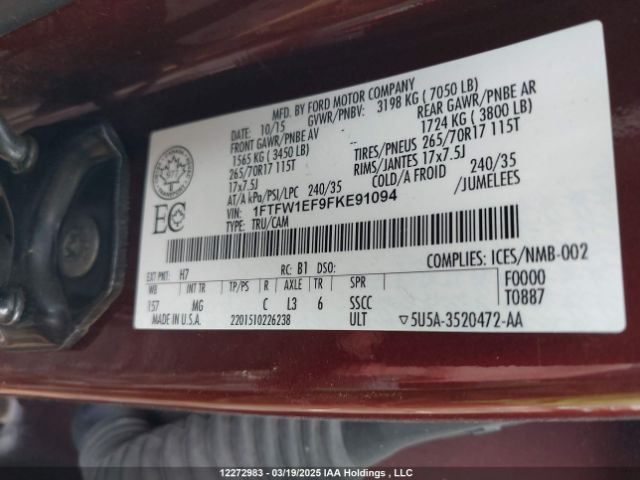 MFD. BY FORD MOTOR COMPANY
DATE: 10/15 GVWR/PNBV: 3198 KG ( 7050 LB)
FRONT GAWR/PNBE AV REAR GAWR/PNBE AR
1565 KG ( 3450 LB) 1724 KG ( 3800 LB)
265/70R17 115T TIRES/PNEUS 265/70R17 115T
17x7.5J RIMS/JANTES 17x7.5J
AT/A kPa/PSI/LPC 240/35 COLD/A FROID 240/35
VIN: 1FTFW1EF9FKE91094 /JUMELEES
TYPE: TRU/CAM
EC
COMPLIES: ICES/NMB-002
EXT PNT: H7 RC: B1 DSO: F0000
WB INT TR TP/PS R AXLE TR SPR T0887
157 MG C L3 6 SSCC
MADE IN U.S.A. 2201510226238 ULT ▽5U5A-3520472-AA
12272983 - 03/19/2025 IAA Holdings , LLC